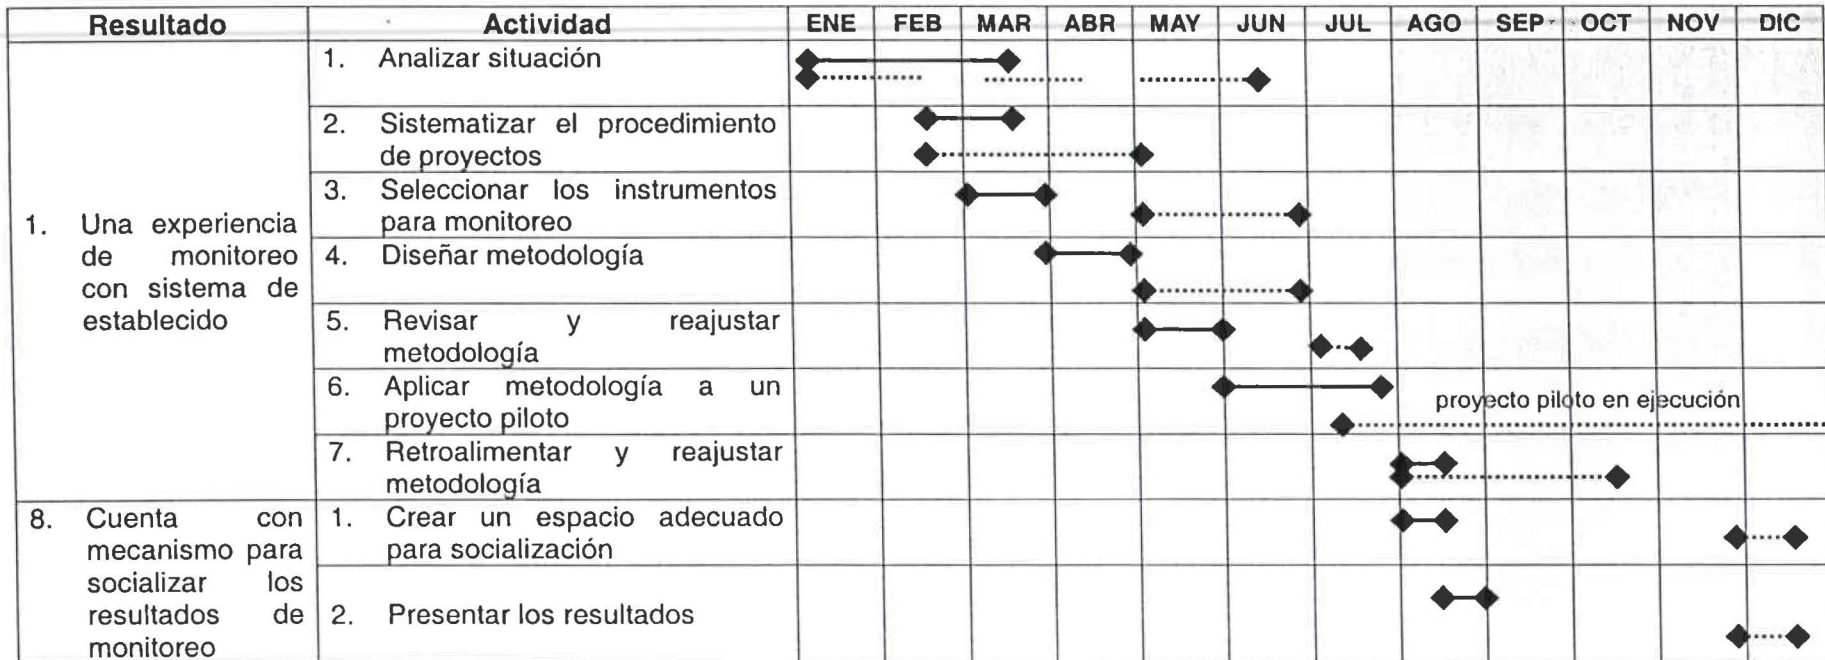 Resultado Actividad ENE FEB MAR ABR MAY JUN JUL AGO SEP OCT NOV DIC
1. Una experiencia
de monitoreo
con sistema de
establecido
1. Analizar situación
2. Sistematizar el procedimiento
de proyectos
3. Seleccionar los instrumentos
para monitoreo
4. Diseñar metodología
5. Revisar y reajustar
metodología
6. Aplicar metodología a un
proyecto piloto
proyecto piloto en ejecución
7. Retroalimentar y reajustar
metodología
8. Cuenta con
mecanismo para
socializar los
resultados de
monitoreo
1. Crear un espacio adecuado
para socialización
2. Presentar los resultados